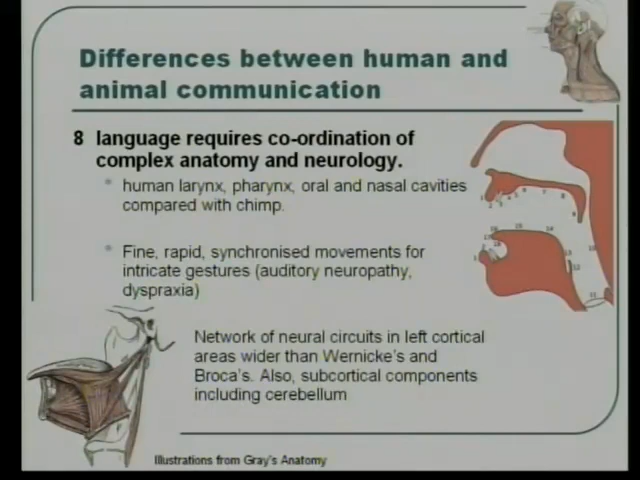 Differences between human and
animal communication
8 language requires co-ordination of
complex anatomy and neurology.
* human larynx, pharynx, oral and nasal cavities
compared with chimp.
* Fine, rapid, synchronised movements for
intricate gestures (auditory neuropathy,
dyspraxia)
Network of neural circuits in left cortical
areas wider than Wernicke's and
Broca's. Also, subcortical components
including cerebellum
Illustrations from Gray's Anatomy